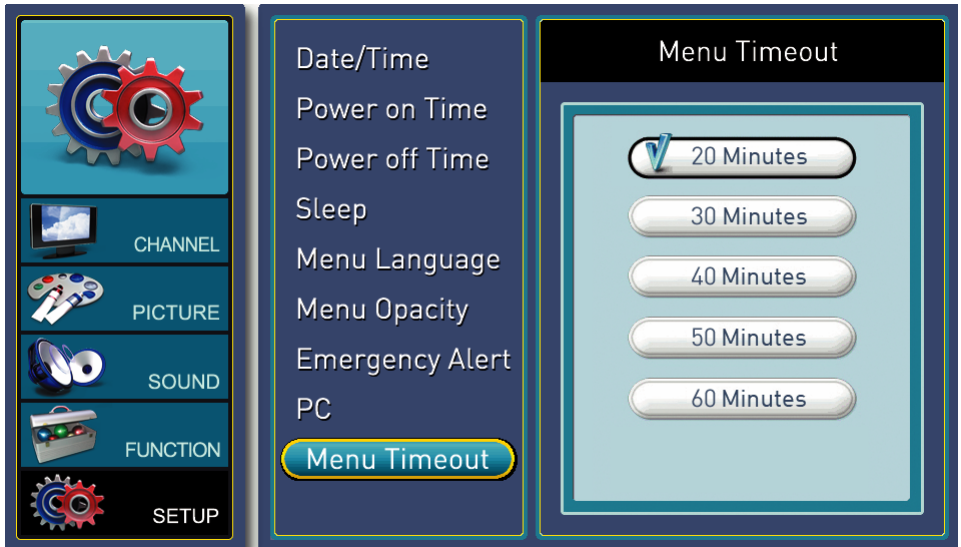 CHANNEL
PICTURE
SOUND
FUNCTION
SETUP
Date/Time
Power on Time
Power off Time
Sleep
Menu Language
Menu Opacity
Emergency Alert
PC
Menu Timeout
Menu Timeout
20 Minutes
30 Minutes
40 Minutes
50 Minutes
60 Minutes